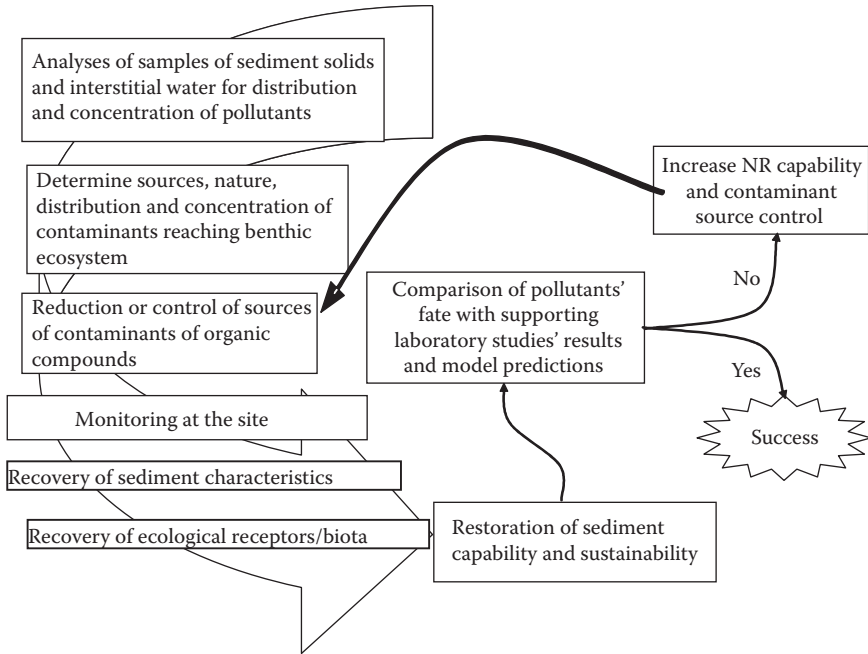 Analyses of samples of sediment solids
and interstitial water for distribution
and concentration of pollutants
Determine sources, nature,
distribution and concentration of
contaminants reaching benthic
ecosystem
Reduction or control of sources
of contaminants of organic
compounds
Monitoring at the site
Recovery of sediment characteristics
Recovery of ecological receptors/biota
Restoration of sediment
capability and sustainability
Comparison of pollutants’
fate with supporting
laboratory studies’ results
and model predictions
No
Increase NR capability
and contaminant
source control
Yes
Success